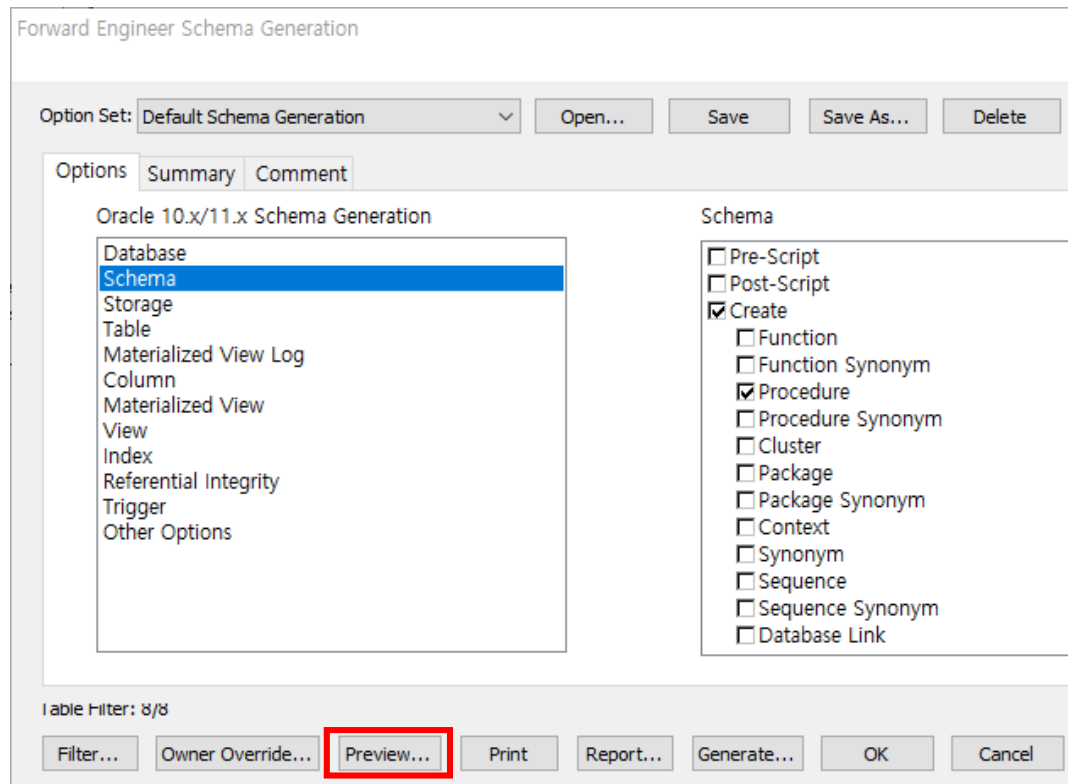 Forward Engineer Schema Generation
Option Set: Default Schema Generation Open... Save Save As... Delete
Options Summary Comment
Oracle 10.x/11.x Schema Generation
Database
Schema
Storage
Table
Materialized View Log
Column
Materialized View
View
Index
Referential Integrity
Trigger
Other Options
Schema
Pre-Script
Post-Script
Create
Function
Function Synonym
Procedure
Procedure Synonym
Cluster
Package
Package Synonym
Context
Synonym
Sequence
Sequence Synonym
Database Link
Table Filter: 8/8
Filter... Owner Override... Preview... Print Report... Generate... OK Cancel